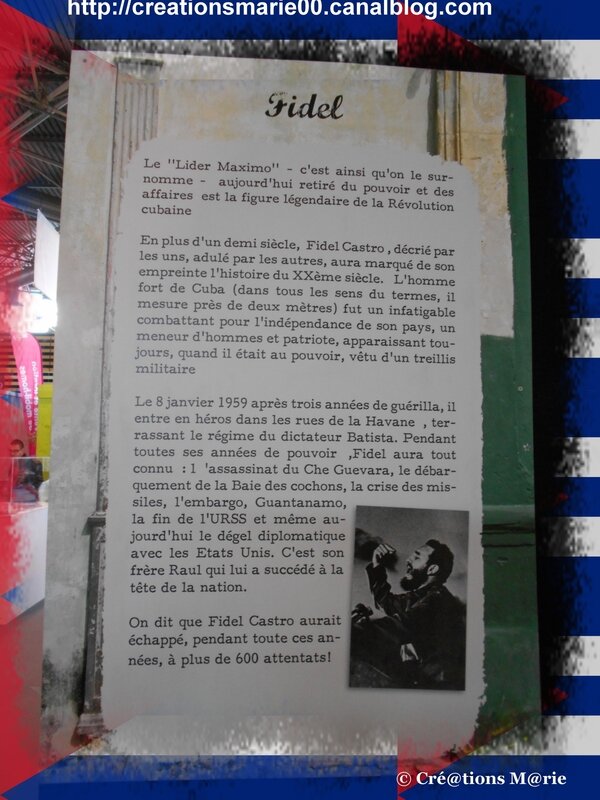 http://creationsmarie00.canalblog.com
Fidel
Le "Lider Maximo" - c'est ainsi qu'on le sur-
nomme - aujourd'hui retiré du pouvoir et des
affaires est la figure légendaire de la Révolution
cubaine
En plus d'un demi siècle, Fidel Castro , décrié par
les uns, adulé par les autres, aura marqué de son
empreinte l'histoire du XXème siècle. L'homme
fort de Cuba (dans tous les sens du termes, il
mesure près de deux mètres) fut un infatigable
combattant pour l'indépendance de son pays, un
meneur d'hommes et patriote, apparaissant tou-
jours, quand il était au pouvoir, vêtu d'un treillis
militaire
Le 8 janvier 1959 après trois années de guérilla, il
entre en héros dans les rues de la Havane , ter-
rassant le régime du dictateur Batista. Pendant
toutes ses années de pouvoir ,Fidel aura tout
connu : l 'assassinat du Che Guevara, le débar-
quement de la Baie des cochons, la crise des mis-
siles, l'embargo, Guantanamo,
la fin de l'URSS et même au-
jourd'hui le dégel diplomatique
avec les Etats Unis. C'est son
frère Raul qui lui a succédé à la
tête de la nation.
On dit que Fidel Castro aurait
échappé, pendant toute ces an-
nées, à plus de 600 attentats!
© Cré@tions M@rie